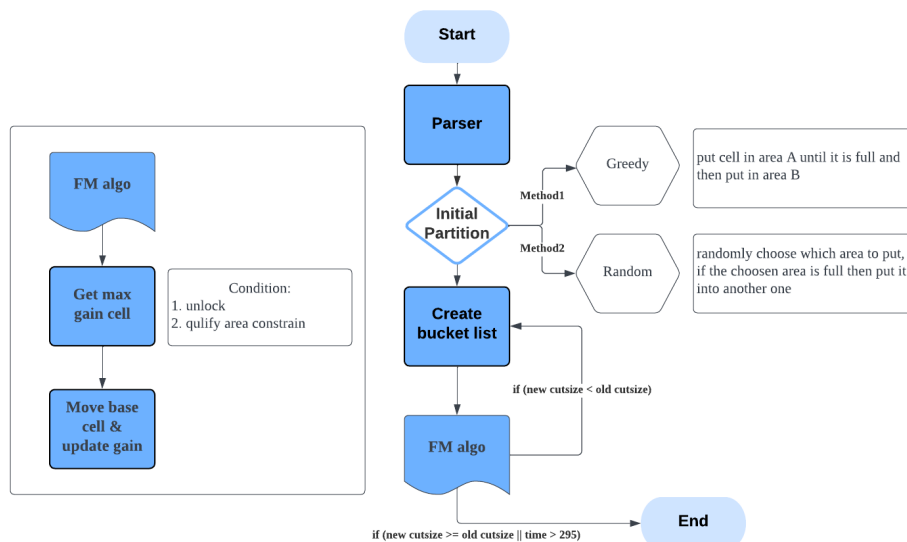 Start
Parser
Initial
Partition
Method1
Method2
Greedy
put cell in area A until it is full and
then put in area B
Random
randomly choose which area to put,
if the choosen area is full then put it
into another one
Create
bucket list
if (new cutsize < old cutsize)
FM algo
if (new cutsize >= old cutsize || time > 295)
End
FM algo
Get max
gain cell
Condition:
1. unlock
2. qulify area constrain
Move base
cell &
update gain